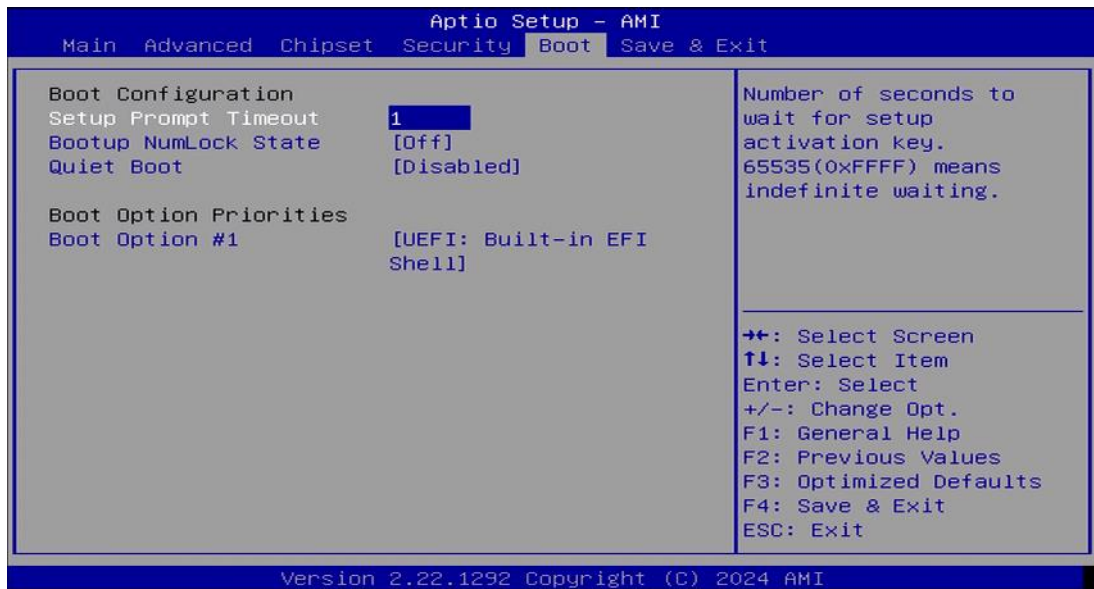 Aptio Setup – AMI
Main Advanced Chipset Security Boot Save & Exit
Boot Configuration
Setup Prompt Timeout 1
Bootup NumLock State [Off]
Quiet Boot [Disabled]
Boot Option Priorities
Boot Option #1 [UEFI: Built-in EFI
Shell]
Number of seconds to
wait for setup
activation key.
65535(0xFFFF) means
indefinite waiting.
→←: Select Screen
↑↓: Select Item
Enter: Select
+/-: Change Opt.
F1: General Help
F2: Previous Values
F3: Optimized Defaults
F4: Save & Exit
ESC: Exit
Version 2.22.1292 Copyright (C) 2024 AMI